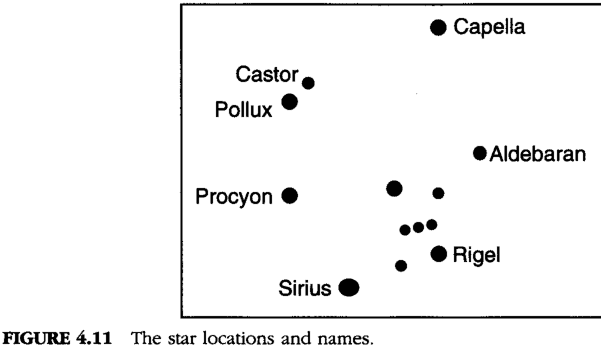 Capella
Castor
Pollux
Aldebaran
Procyon
Rigel
Sirius
FIGURE 4.11 The star locations and names.